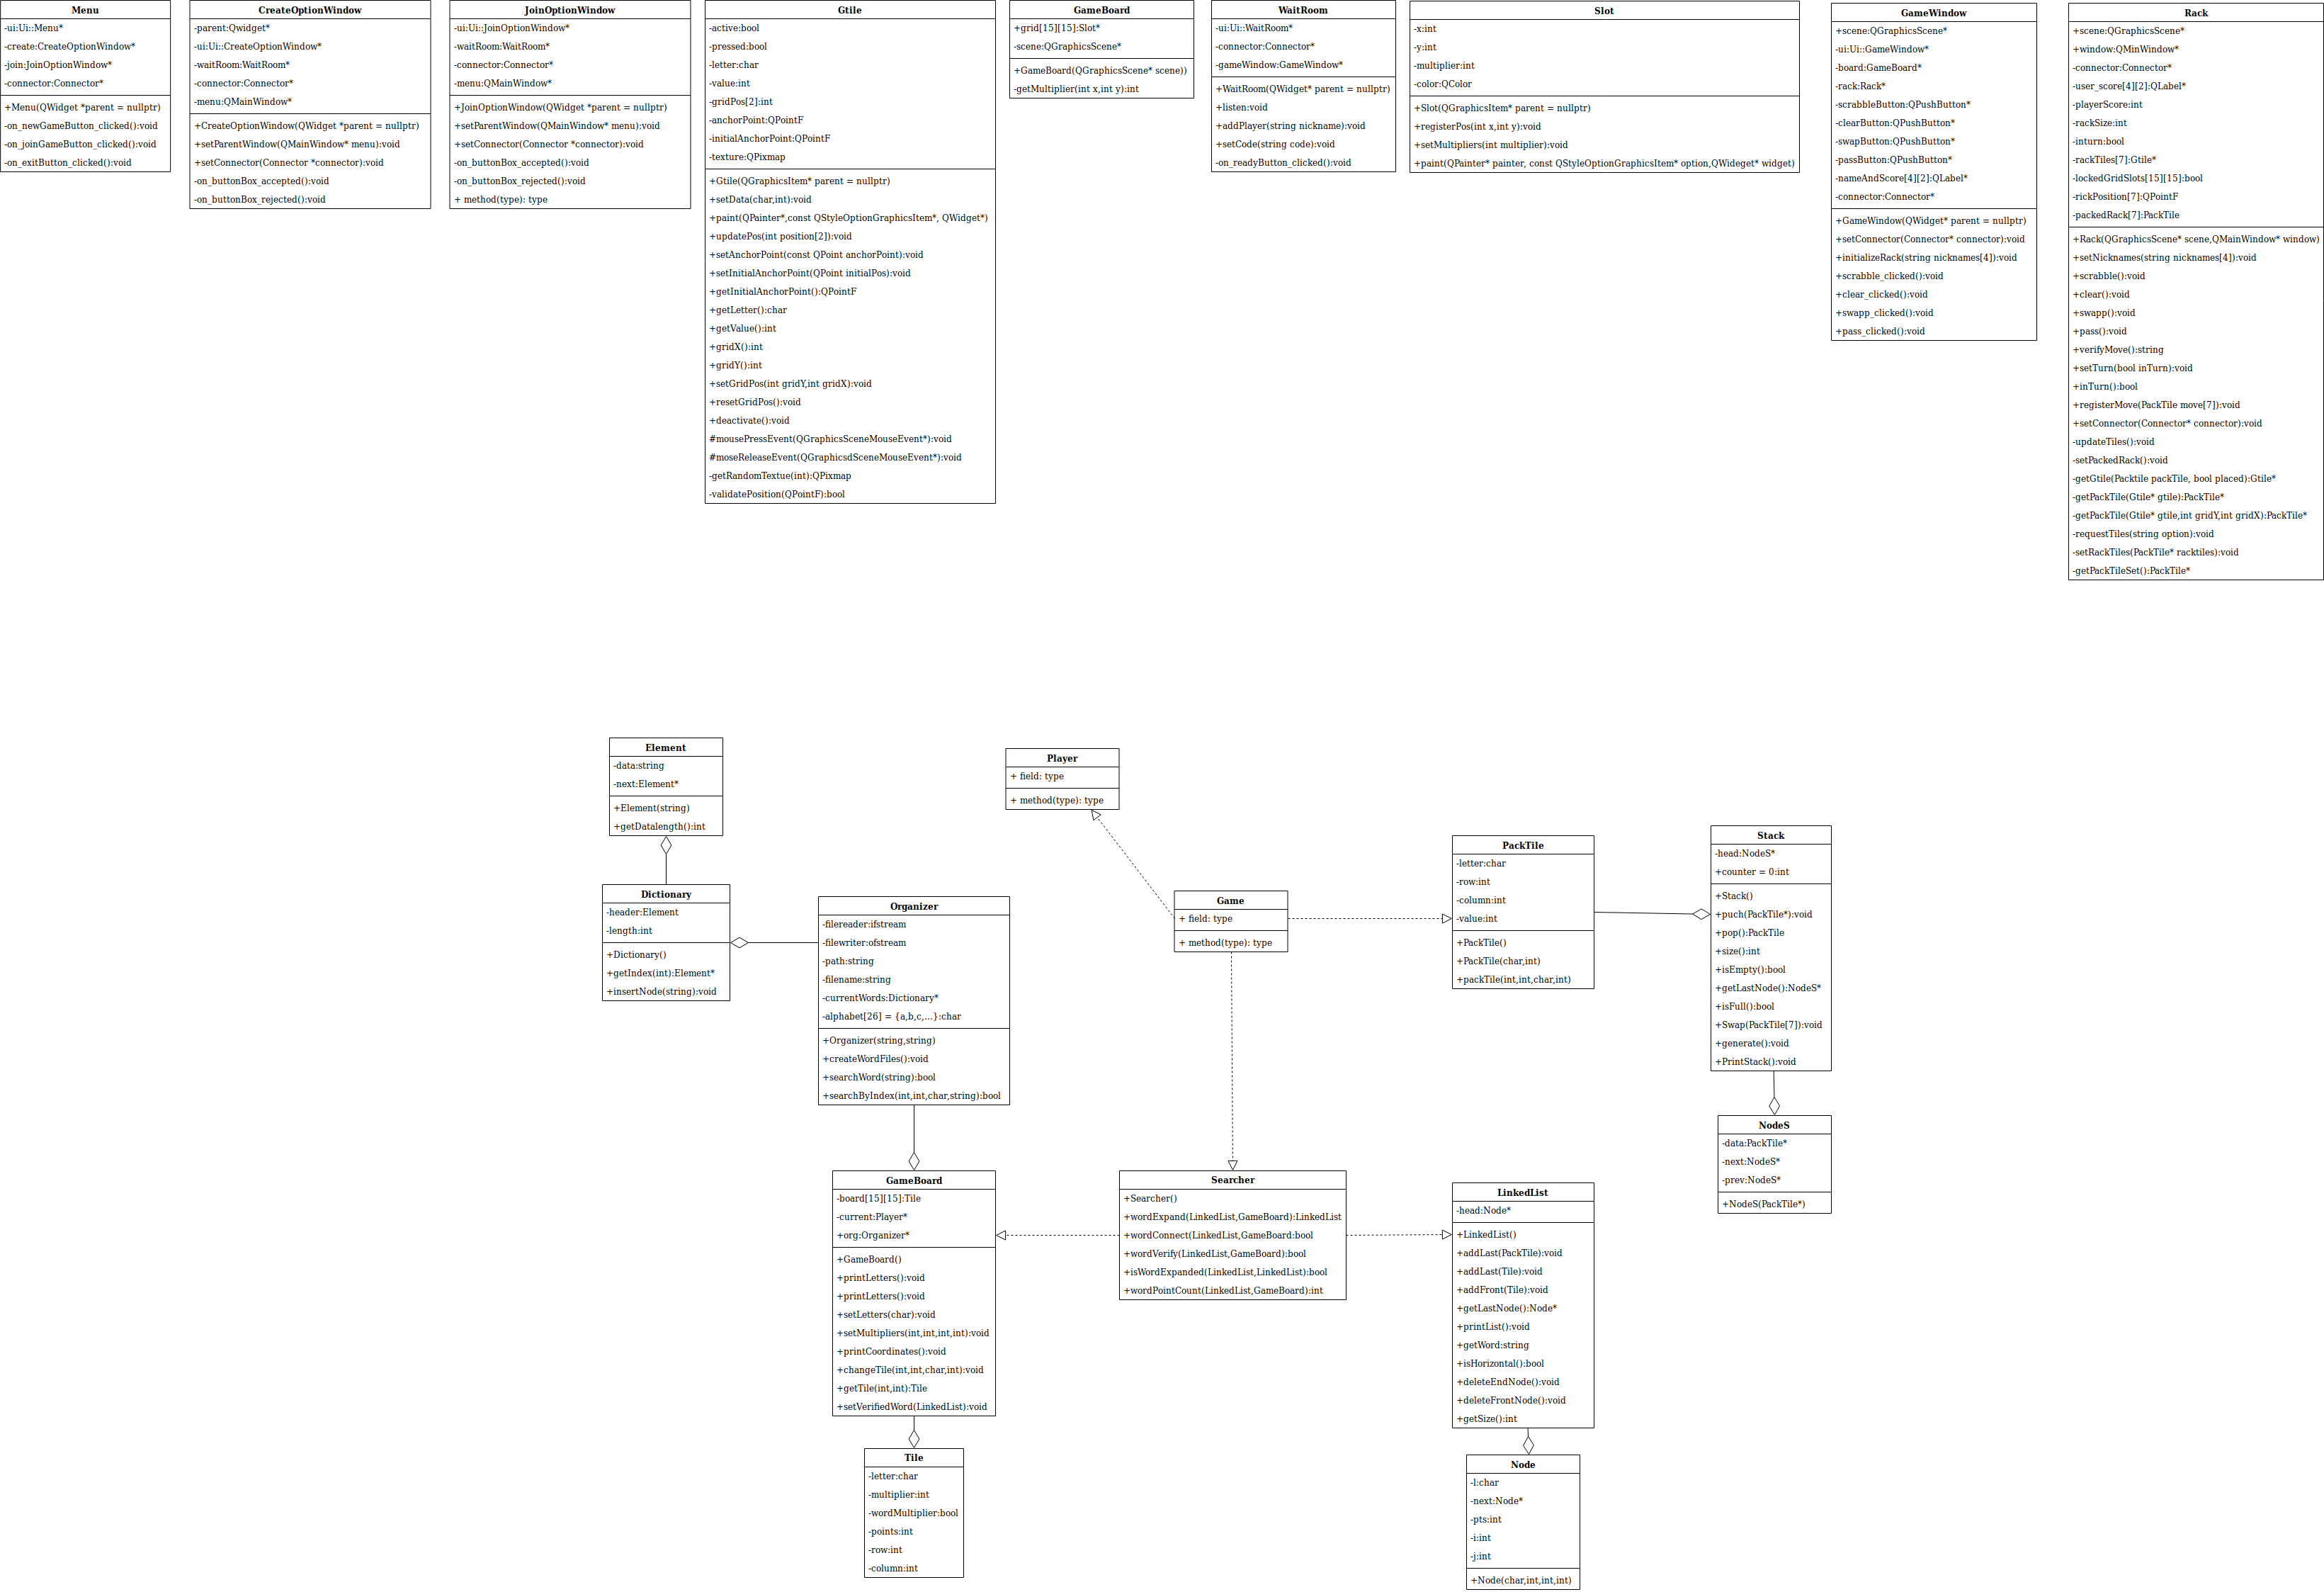 Menu
-ui:Ui::Menu*
-create:CreateOptionWindow*
-join:JoinOptionWindow*
-connector:Connector*
+Menu(QWidget *parent = nullptr)
-on_newGameButton_clicked():void
-on_joinGameButton_clicked():void
-on_exitButton_clicked():void
CreateOptionWindow
-parent:Qwidget*
-ui:Ui::CreateOptionWindow*
-waitRoom:WaitRoom*
-connector:Connector*
-menu:QMainWindow*
+CreateOptionWindow(QWidget *parent = nullptr)
+setParentWindow(QMainWindow* menu):void
+setConnector(Connector *connector):void
-on_buttonBox_accepted():void
-on_buttonBox_rejected():void
JoinOptionWindow
-ui:Ui::JoinOptionWindow*
-waitRoom:WaitRoom*
-connector:Connector*
-menu:QMainWindow*
+JoinOptionWindow(QWidget *parent = nullptr)
+setParentWindow(QMainWindow* menu):void
+setConnector(Connector *connector):void
-on_buttonBox_accepted():void
-on_buttonBox_rejected():void
+ method(type): type
Gtile
-active:bool
-pressed:bool
-letter:char
-value:int
-gridPos[2]:int
-anchorPoint:QPointF
-initialAnchorPoint:QPointF
-texture:QPixmap
+Gtile(QGraphicsItem* parent = nullptr)
+setData(char,int):void
+paint(QPainter*,const QStyleOptionGraphicsItem*, QWidget*)
+updatePos(int position[2]):void
+setAnchorPoint(const QPoint anchorPoint):void
+setInitialAnchorPoint(QPoint initialPos):void
+getInitialAnchorPoint():QPointF
+getLetter():char
+getValue():int
+gridX():int
+gridY():int
+setGridPos(int gridY,int gridX):void
+resetGridPos():void
+deactivate():void
#mousePressEvent(QGraphicsSceneMouseEvent*):void
#moseReleaseEvent(QGraphicsdSceneMouseEvent*):void
-getRandomTextue(int):QPixmap
-validatePosition(QPointF):bool
GameBoard
+grid[15][15]:Slot*
-scene:QGraphicsScene*
+GameBoard(QGraphicsScene* scene))
-getMultiplier(int x,int y):int
WaitRoom
-ui:Ui::WaitRoom*
-connector:Connector*
-gameWindow:GameWindow*
+WaitRoom(QWidget* parent = nullptr)
+listen:void
+addPlayer(string nickname):void
+setCode(string code):void
-on_readyButton_clicked():void
Slot
-x:int
-y:int
-multiplier:int
-color:QColor
+Slot(QGraphicsItem* parent = nullptr)
+registerPos(int x,int y):void
+setMultipliers(int multiplier):void
+paint(QPainter* painter, const QStyleOptionGraphicsItem* option,QWideget* widget)
GameWindow
+scene:QGraphicsScene*
-ui:Ui::GameWindow*
-board:GameBoard*
-rack:Rack*
-scrabbleButton:QPushButton*
-clearButton:QPushButton*
-swapButton:QPushButton*
-passButton:QPushButton*
-nameAndScore[4][2]:QLabel*
-connector:Connector*
+GameWindow(QWidget* parent = nullptr)
+setConnector(Connector* connector):void
+initializeRack(string nicknames[4]):void
+scrabble_clicked():void
+clear_clicked():void
+swapp_clicked():void
+pass_clicked():void
Rack
+scene:QGraphicsScene*
+window:QMinWindow*
-connector:Connector*
-user_score[4][2]:QLabel*
-playerScore:int
-rackSize:int
-inturn:bool
-rackTiles[7]:Gtile*
-lockedGridSlots[15][15]:bool
-rickPosition[7]:QPointF
-packedRack[7]:PackTile
+Rack(QGraphicsScene* scene,QMainWindow* window)
+setNicknames(string nicknames[4]):void
+scrabble():void
+clear():void
+swapp():void
+pass():void
+verifyMove():string
+setTurn(bool inTurn):void
+inTurn():bool
+registerMove(PackTile move[7]):void
+setConnector(Connector* connector):void
-updateTiles():void
-setPackedRack():void
-getGtile(Packtile packTile, bool placed):Gtile*
-getPackTile(Gtile* gtile):PackTile*
-getPackTile(Gtile* gtile,int gridY,int gridX):PackTile*
-requestTiles(string option):void
-setRackTiles(PackTile* racktiles):void
-getPackTileSet():PackTile*
Element
-data:string
-next:Element*
+Element(string)
+getDatalength():int
Dictionary
-header:Element
-length:int
+Dictionary()
+getIndex(int):Element*
+insertNode(string):void
Organizer
-filereader:ifstream
-filewriter:ofstream
-path:string
-filename:string
-currentWords:Dictionary*
-alphabet[26] = {a,b,c,...}:char
+Organizer(string,string)
+createWordFiles():void
+searchWord(string):bool
+searchByIndex(int,int,char,string):bool
GameBoard
-board[15][15]:Tile
-current:Player*
+org:Organizer*
+GameBoard()
+printLetters():void
+printLetters():void
+setLetters(char):void
+setMultipliers(int,int,int,int):void
+printCoordinates():void
+changeTile(int,int,char,int):void
+getTile(int,int):Tile
+setVerifiedWord(LinkedList):void
Tile
-letter:char
-multiplier:int
-wordMultiplier:bool
-points:int
-row:int
-column:int
Player
+ field: type
+ method(type): type
Game
+ field: type
+ method(type): type
Searcher
+Searcher()
+wordExpand(LinkedList,GameBoard):LinkedList
+wordConnect(LinkedList,GameBoard:bool
+wordVerify(LinkedList,GameBoard):bool
+isWordExpanded(LinkedList,LinkedList):bool
+wordPointCount(LinkedList,GameBoard):int
PackTile
-letter:char
-row:int
-column:int
-value:int
+PackTile()
+PackTile(char,int)
+packTile(int,int,char,int)
LinkedList
-head:Node*
+LinkedList()
+addLast(PackTile):void
+addLast(Tile):void
+addFront(Tile):void
+getLastNode():Node*
+printList():void
+getWord:string
+isHorizontal():bool
+deleteEndNode():void
+deleteFrontNode():void
+getSize():int
Node
-l:char
-next:Node*
-pts:int
-i:int
-j:int
+Node(char,int,int,int)
Stack
-head:NodeS*
+counter = 0:int
+Stack()
+puch(PackTile*):void
+pop():PackTile
+size():int
+isEmpty():bool
+getLastNode():NodeS*
+isFull():bool
+Swap(PackTile[7]):void
+generate():void
+PrintStack():void
NodeS
-data:PackTile*
-next:NodeS*
-prev:NodeS*
+NodeS(PackTile*)